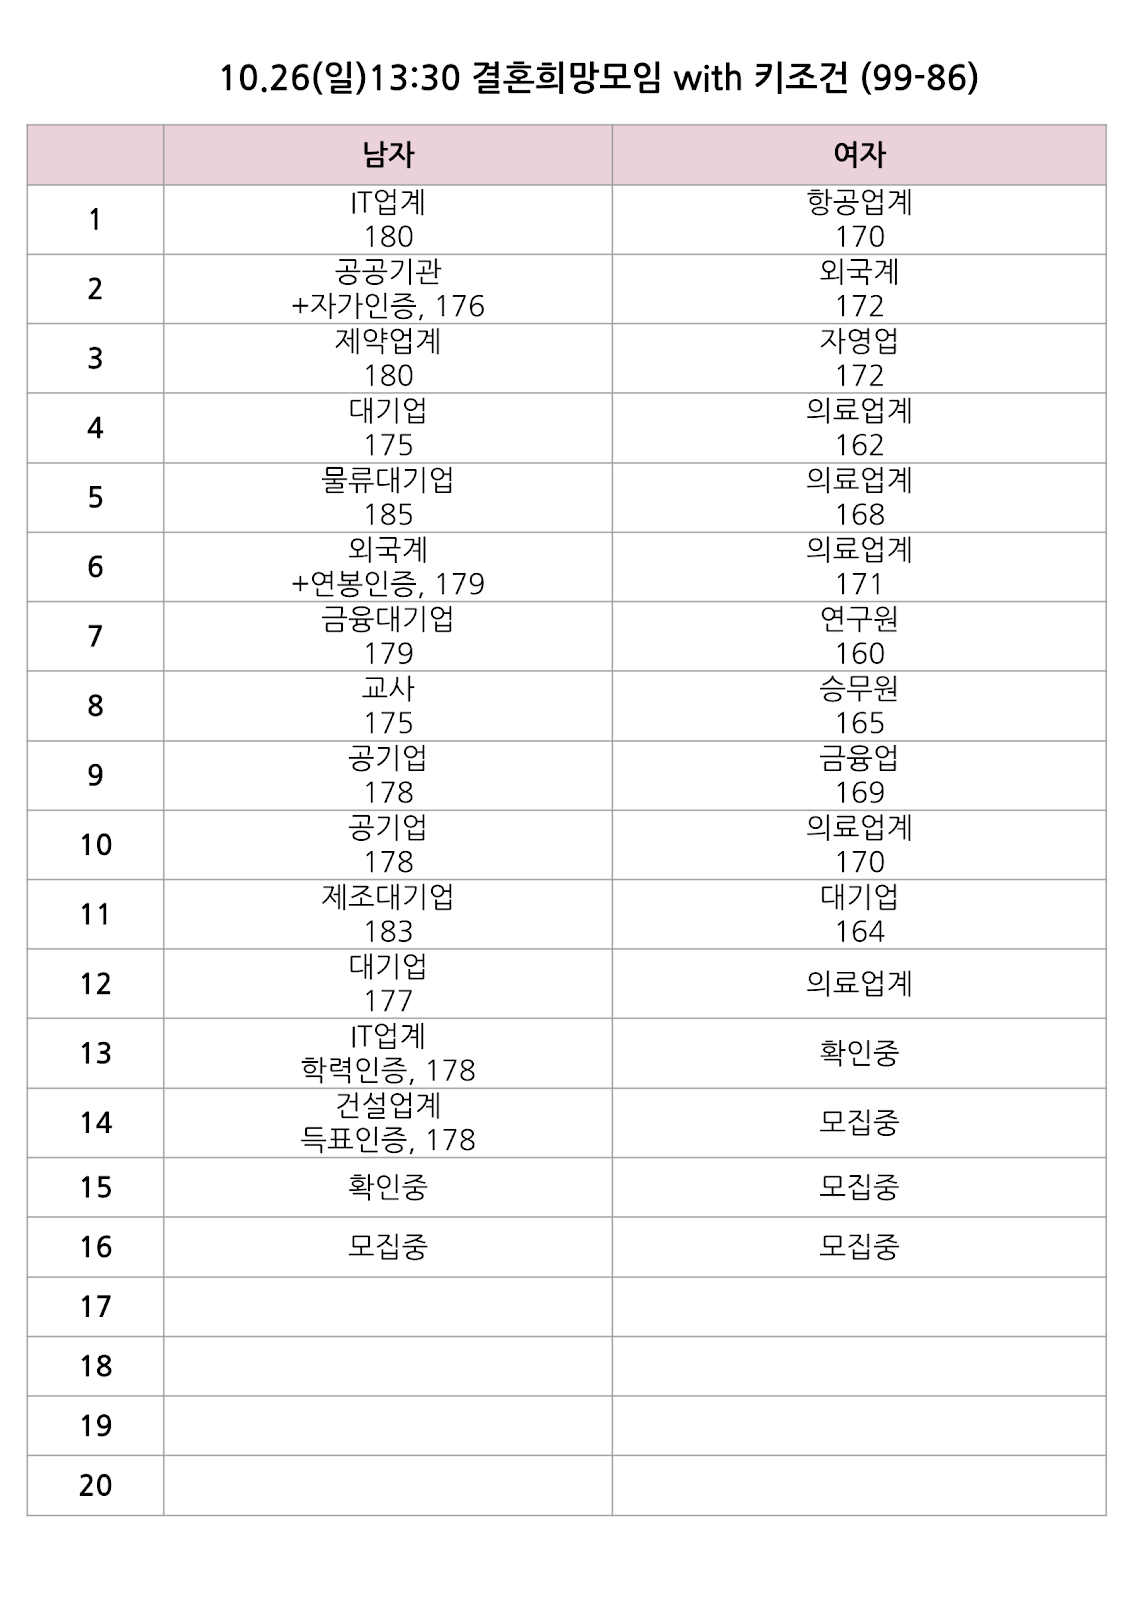 10.26(일)13:30 결혼희망모임 with 키조건 (99-86)
남자 여자
1 IT업계 항공업계
180 170
2 공공기관 외국계
+자가인증, 176 172
3 제약업계 자영업
180 172
4 대기업 의료업계
175 162
5 물류대기업 의료업계
185 168
6 외국계 의료업계
+연봉인증, 179 171
7 금융대기업 연구원
179 160
8 교사 승무원
175 165
9 공기업 금융업
178 169
10 공기업 의료업계
178 170
11 제조대기업 대기업
183 164
12 대기업 의료업계
177
13 IT업계 확인중
학력인증, 178
14 건설업계 모집중
득표인증, 178
15 확인중 모집중
16 모집중 모집중
17
18
19
20